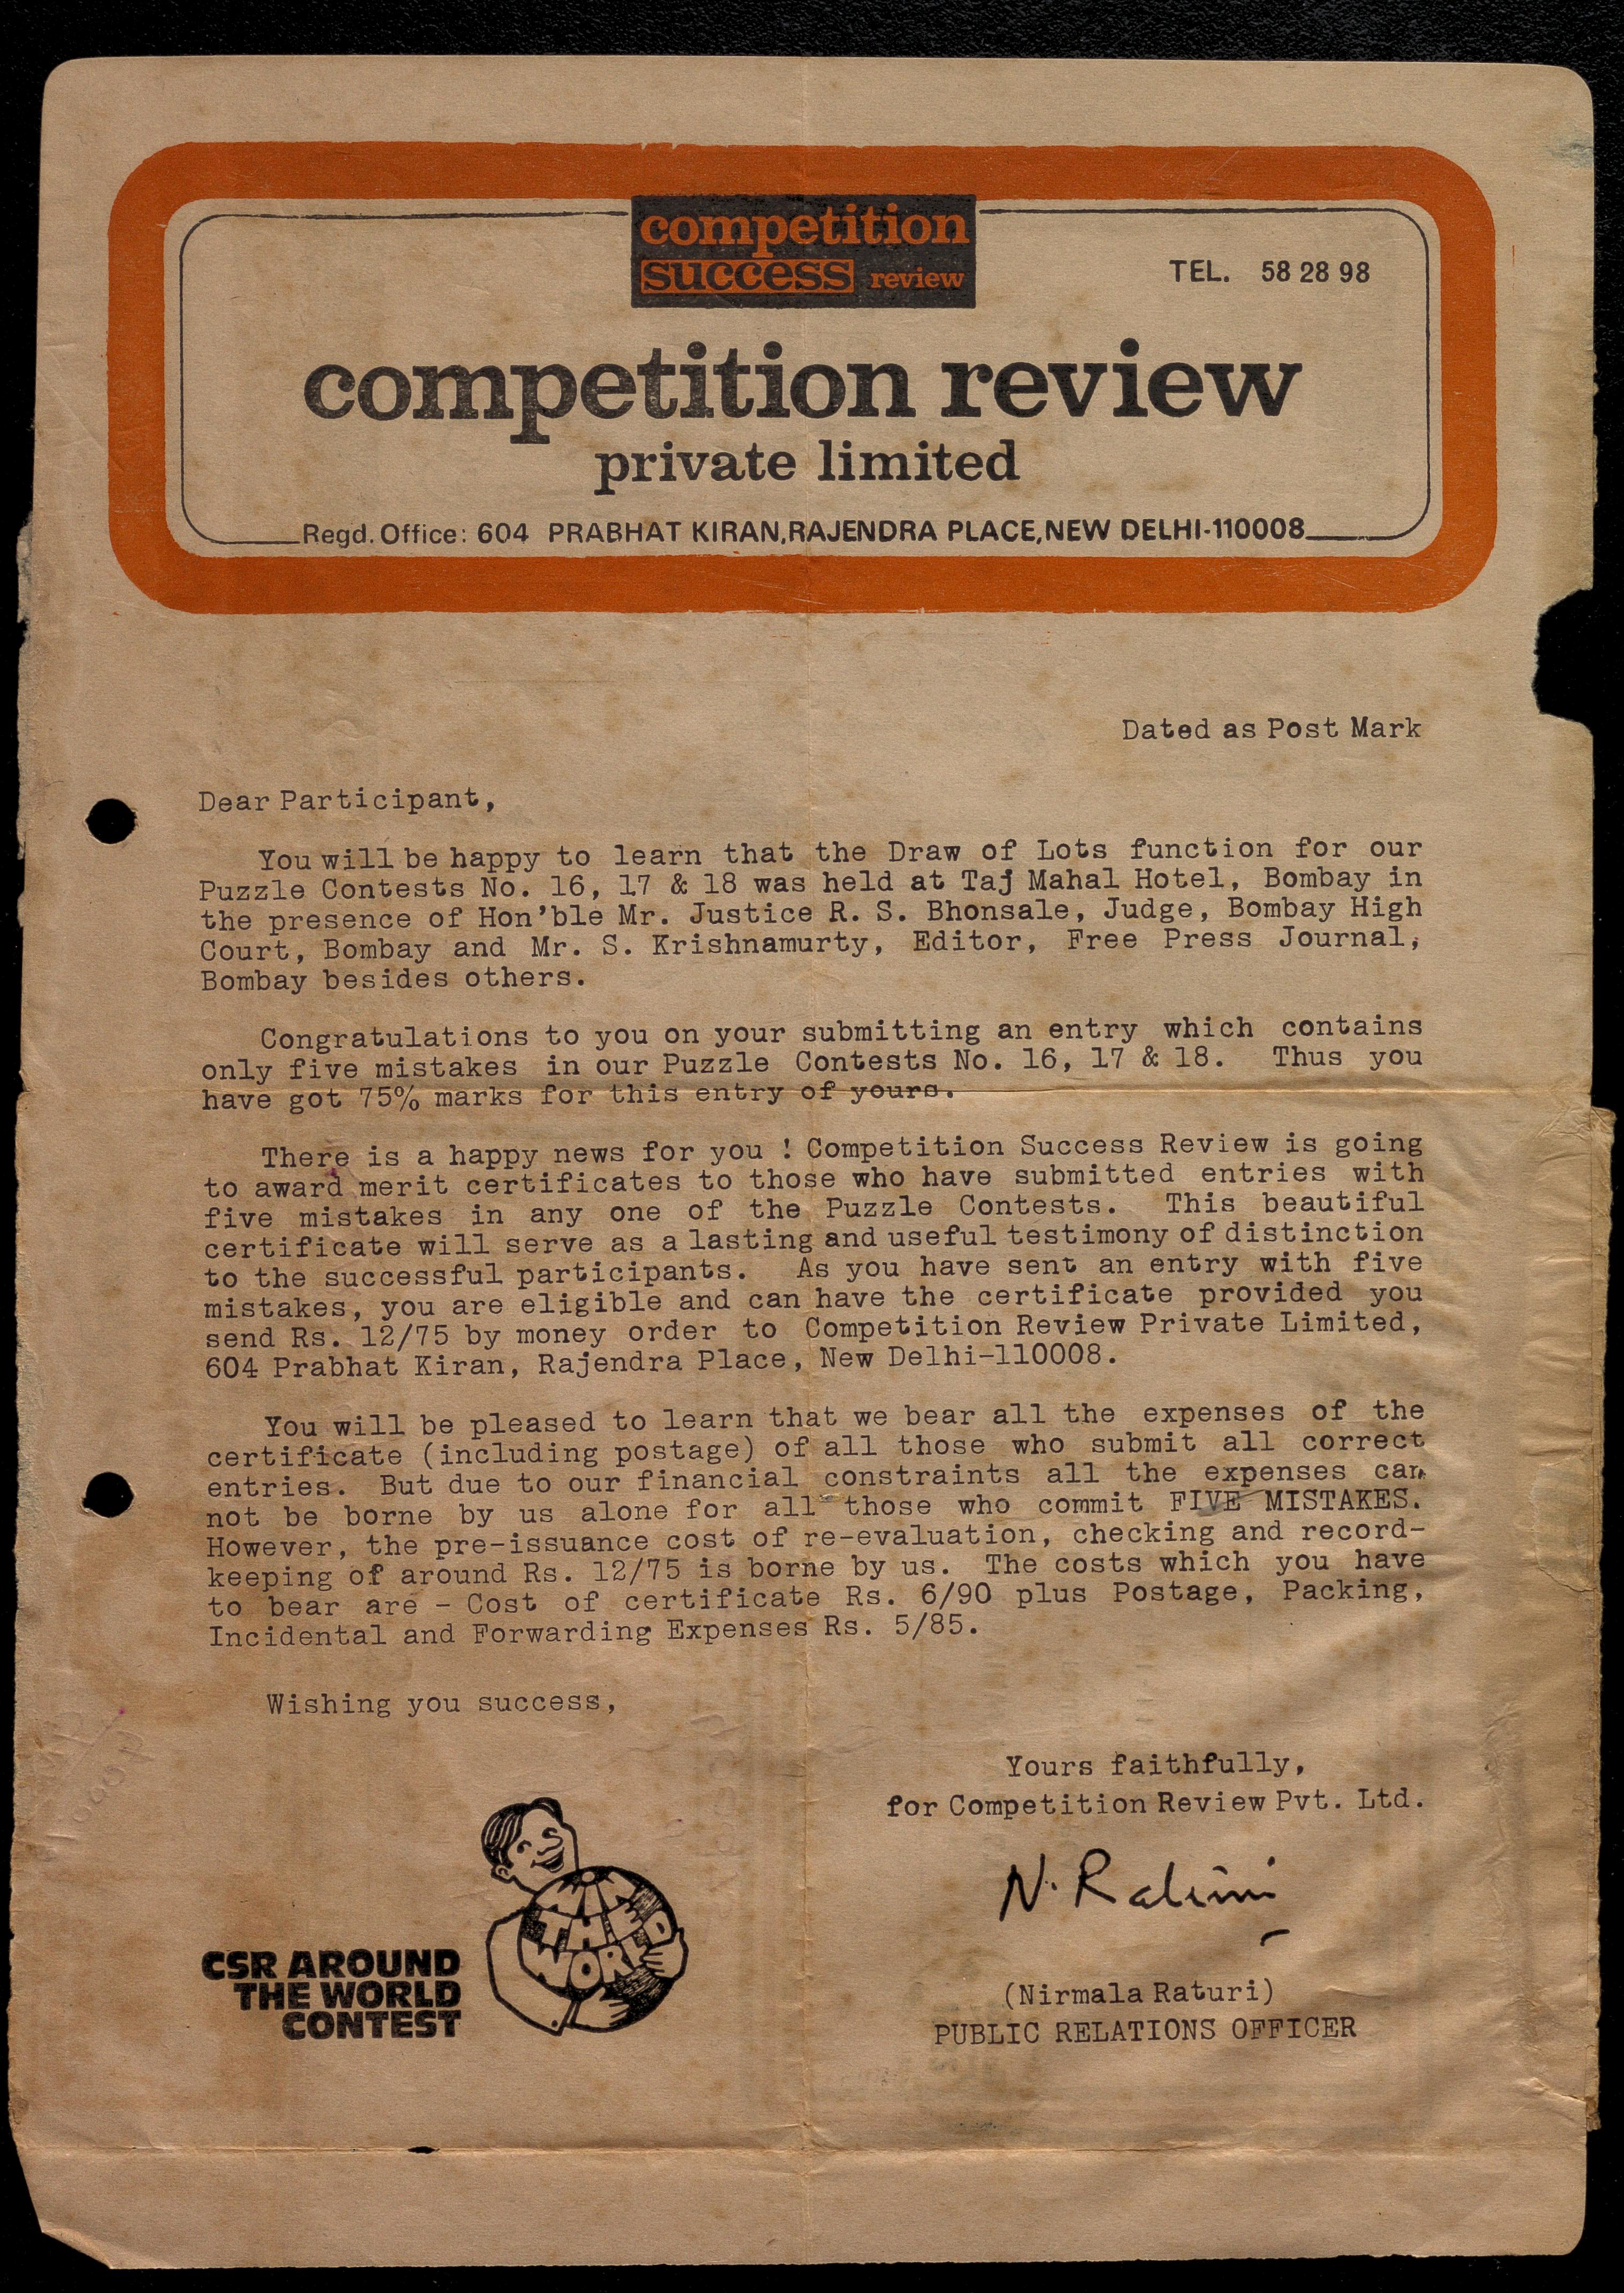 competition
success review
TEL. 58 28 98
competition review
private limited
Regd. Office: 604 PRABHAT KIRAN, RAJENDRA PLACE, NEW DELHI-110008
Dated as Post Mark
Dear Participant,
You will be happy to learn that the Draw of Lots function for our
Puzzle Contests No. 16, 17 & 18 was held at Taj Mahal Hotel, Bombay in
the presence of Hon'ble Mr. Justice R. S. Bhonsale, Judge, Bombay High
Court, Bombay and Mr. S. Krishnamurty, Editor, Free Press Journal,
Bombay besides others.
Congratulations to you on your submitting an entry which contains
only five mistakes in our Puzzle Contests No. 16, 17 & 18. Thus you
have got 75% marks for this entry of yours.
There is a happy news for you ! Competition Success Review is going
to award merit certificates to those who have submitted entries with
five mistakes in any one of the Puzzle Contests. This beautiful
certificate will serve as a lasting and useful testimony of distinction
to the successful participants. As you have sent an entry with five
mistakes, you are eligible and can have the certificate provided you
send Rs. 12/75 by money order to Competition Review Private Limited,
604 Prabhat Kiran, Rajendra Place, New Delhi-110008.
You will be pleased to learn that we bear all the expenses of the
certificate (including postage) of all those who submit all correct
entries. But due to our financial constraints all the expenses can
not be borne by us alone for all those who commit FIVE MISTAKES.
However, the pre-issuance cost of re-evaluation, checking and record-
keeping of around Rs. 12/75 is borne by us. The costs which you have
to bear are - Cost of certificate Rs. 6/90 plus Postage, Packing,
Incidental and Forwarding Expenses Rs. 5/85.
Wishing you success,
Yours faithfully,
for Competition Review Pvt. Ltd.
(Nirmala Raturi)
PUBLIC RELATIONS OFFICER
CSR AROUND
THE WORLD
CONTEST